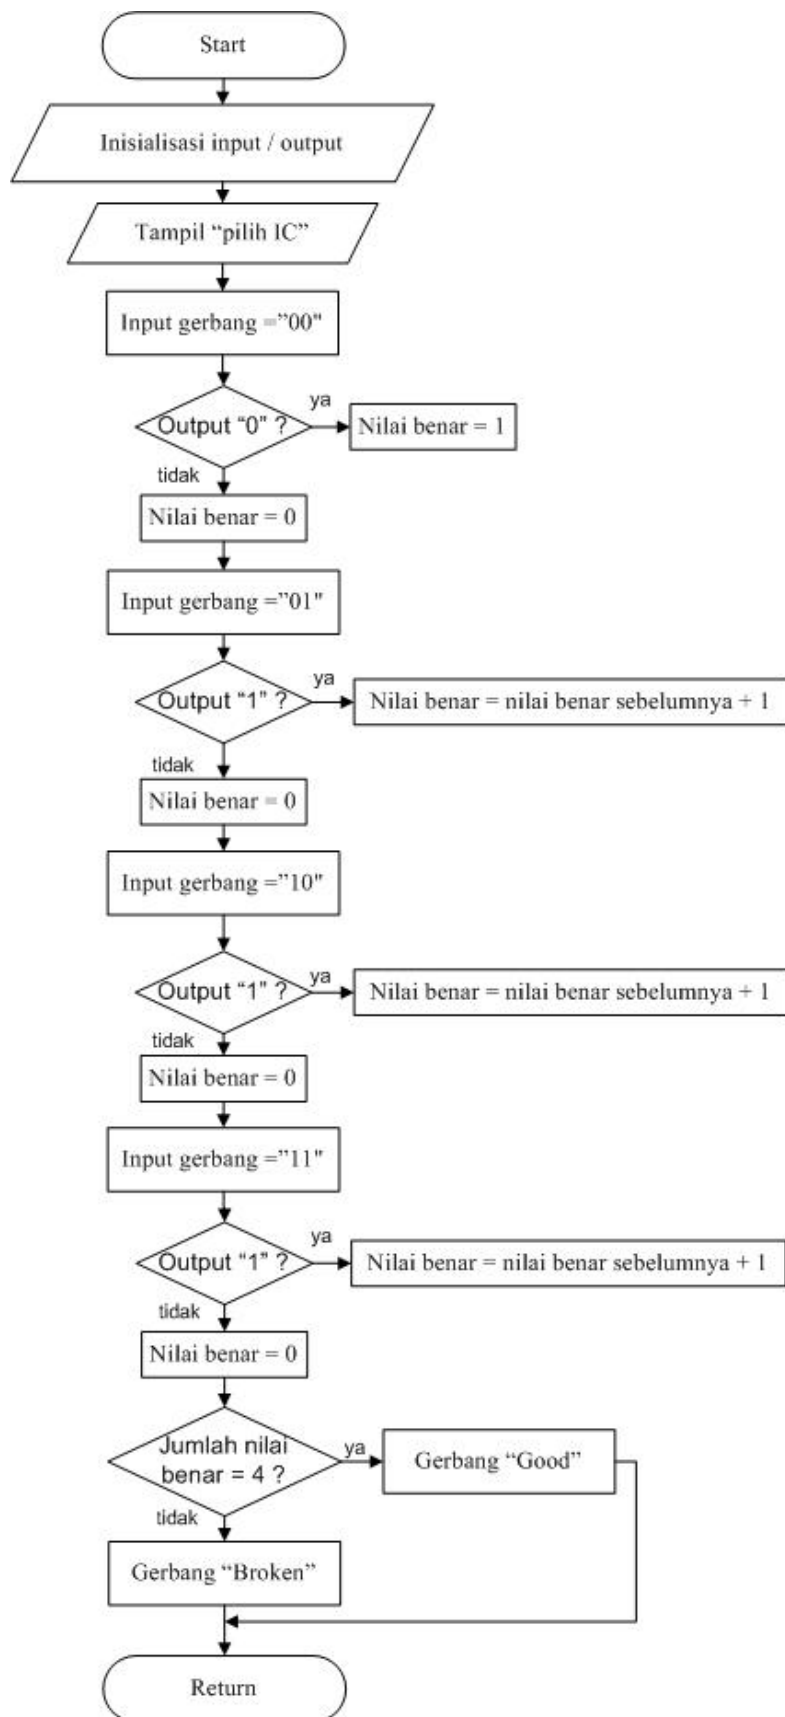 Start
Inisialisasi input / output
Tampil “pilih IC”
Input gerbang =”00"
Output “0” ?
ya
Nilai benar = 1
tidak
Nilai benar = 0
Input gerbang =”01"
Output “1” ?
ya
Nilai benar = nilai benar sebelumnya + 1
tidak
Nilai benar = 0
Input gerbang =”10"
Output “1” ?
ya
Nilai benar = nilai benar sebelumnya + 1
tidak
Nilai benar = 0
Input gerbang =”11"
Output “1” ?
ya
Nilai benar = nilai benar sebelumnya + 1
tidak
Nilai benar = 0
Jumlah nilai
benar = 4 ?
ya
Gerbang “Good”
tidak
Gerbang “Broken”
Return